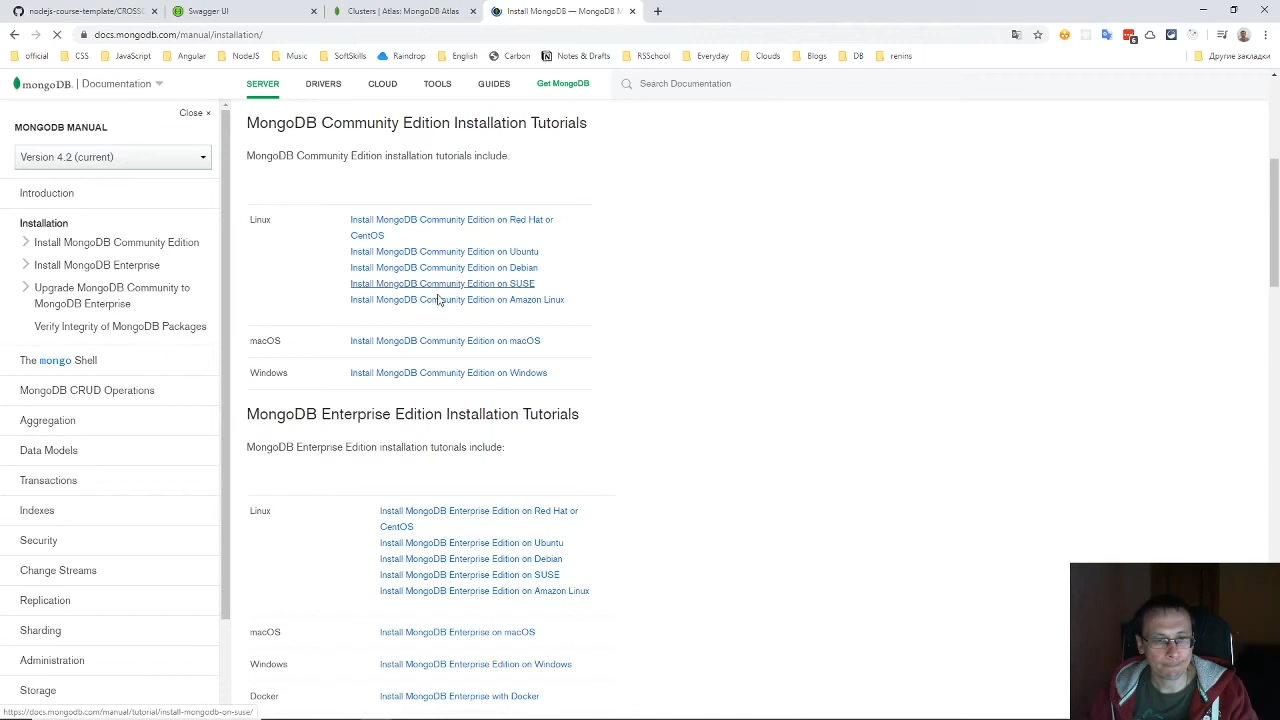 nodejs-course-template/CROSSC
Swagger UI
Clusters | Atlas: MongoDB Atlas
Install MongoDB — MongoDB M
docs.mongodb.com/manual/installation/
official
CSS
JavaScript
Angular
NodeJS
Music
SoftSkills
Raindrop
English
Carbon
Notes & Drafts
RSSchool
Everyday
Clouds
Blogs
DB
renins
Другие закладки
mongoDB. | Documentation
SERVER
DRIVERS
CLOUD
TOOLS
GUIDES
Get MongoDB
Search Documentation
Close ×
MONGODB MANUAL
Version 4.2 (current)
Introduction
Installation
Install MongoDB Community Edition
Install MongoDB Enterprise
Upgrade MongoDB Community to
MongoDB Enterprise
Verify Integrity of MongoDB Packages
The mongo Shell
MongoDB CRUD Operations
Aggregation
Data Models
Transactions
Indexes
Security
Change Streams
Replication
Sharding
Administration
Storage
MongoDB Community Edition Installation Tutorials
MongoDB Community Edition installation tutorials include:
Linux
Install MongoDB Community Edition on Red Hat or
CentOS
Install MongoDB Community Edition on Ubuntu
Install MongoDB Community Edition on Debian
Install MongoDB Community Edition on SUSE
Install MongoDB Community Edition on Amazon Linux
macOS
Install MongoDB Community Edition on macOS
Windows
Install MongoDB Community Edition on Windows
MongoDB Enterprise Edition Installation Tutorials
MongoDB Enterprise Edition installation tutorials include:
Linux
Install MongoDB Enterprise Edition on Red Hat or
CentOS
Install MongoDB Enterprise Edition on Ubuntu
Install MongoDB Enterprise Edition on Debian
Install MongoDB Enterprise Edition on SUSE
Install MongoDB Enterprise Edition on Amazon Linux
macOS
Install MongoDB Enterprise on macOS
Windows
Install MongoDB Enterprise Edition on Windows
Docker
Install MongoDB Enterprise with Docker
https://docs.mongodb.com/manual/tutorial/install-mongodb-on-suse/